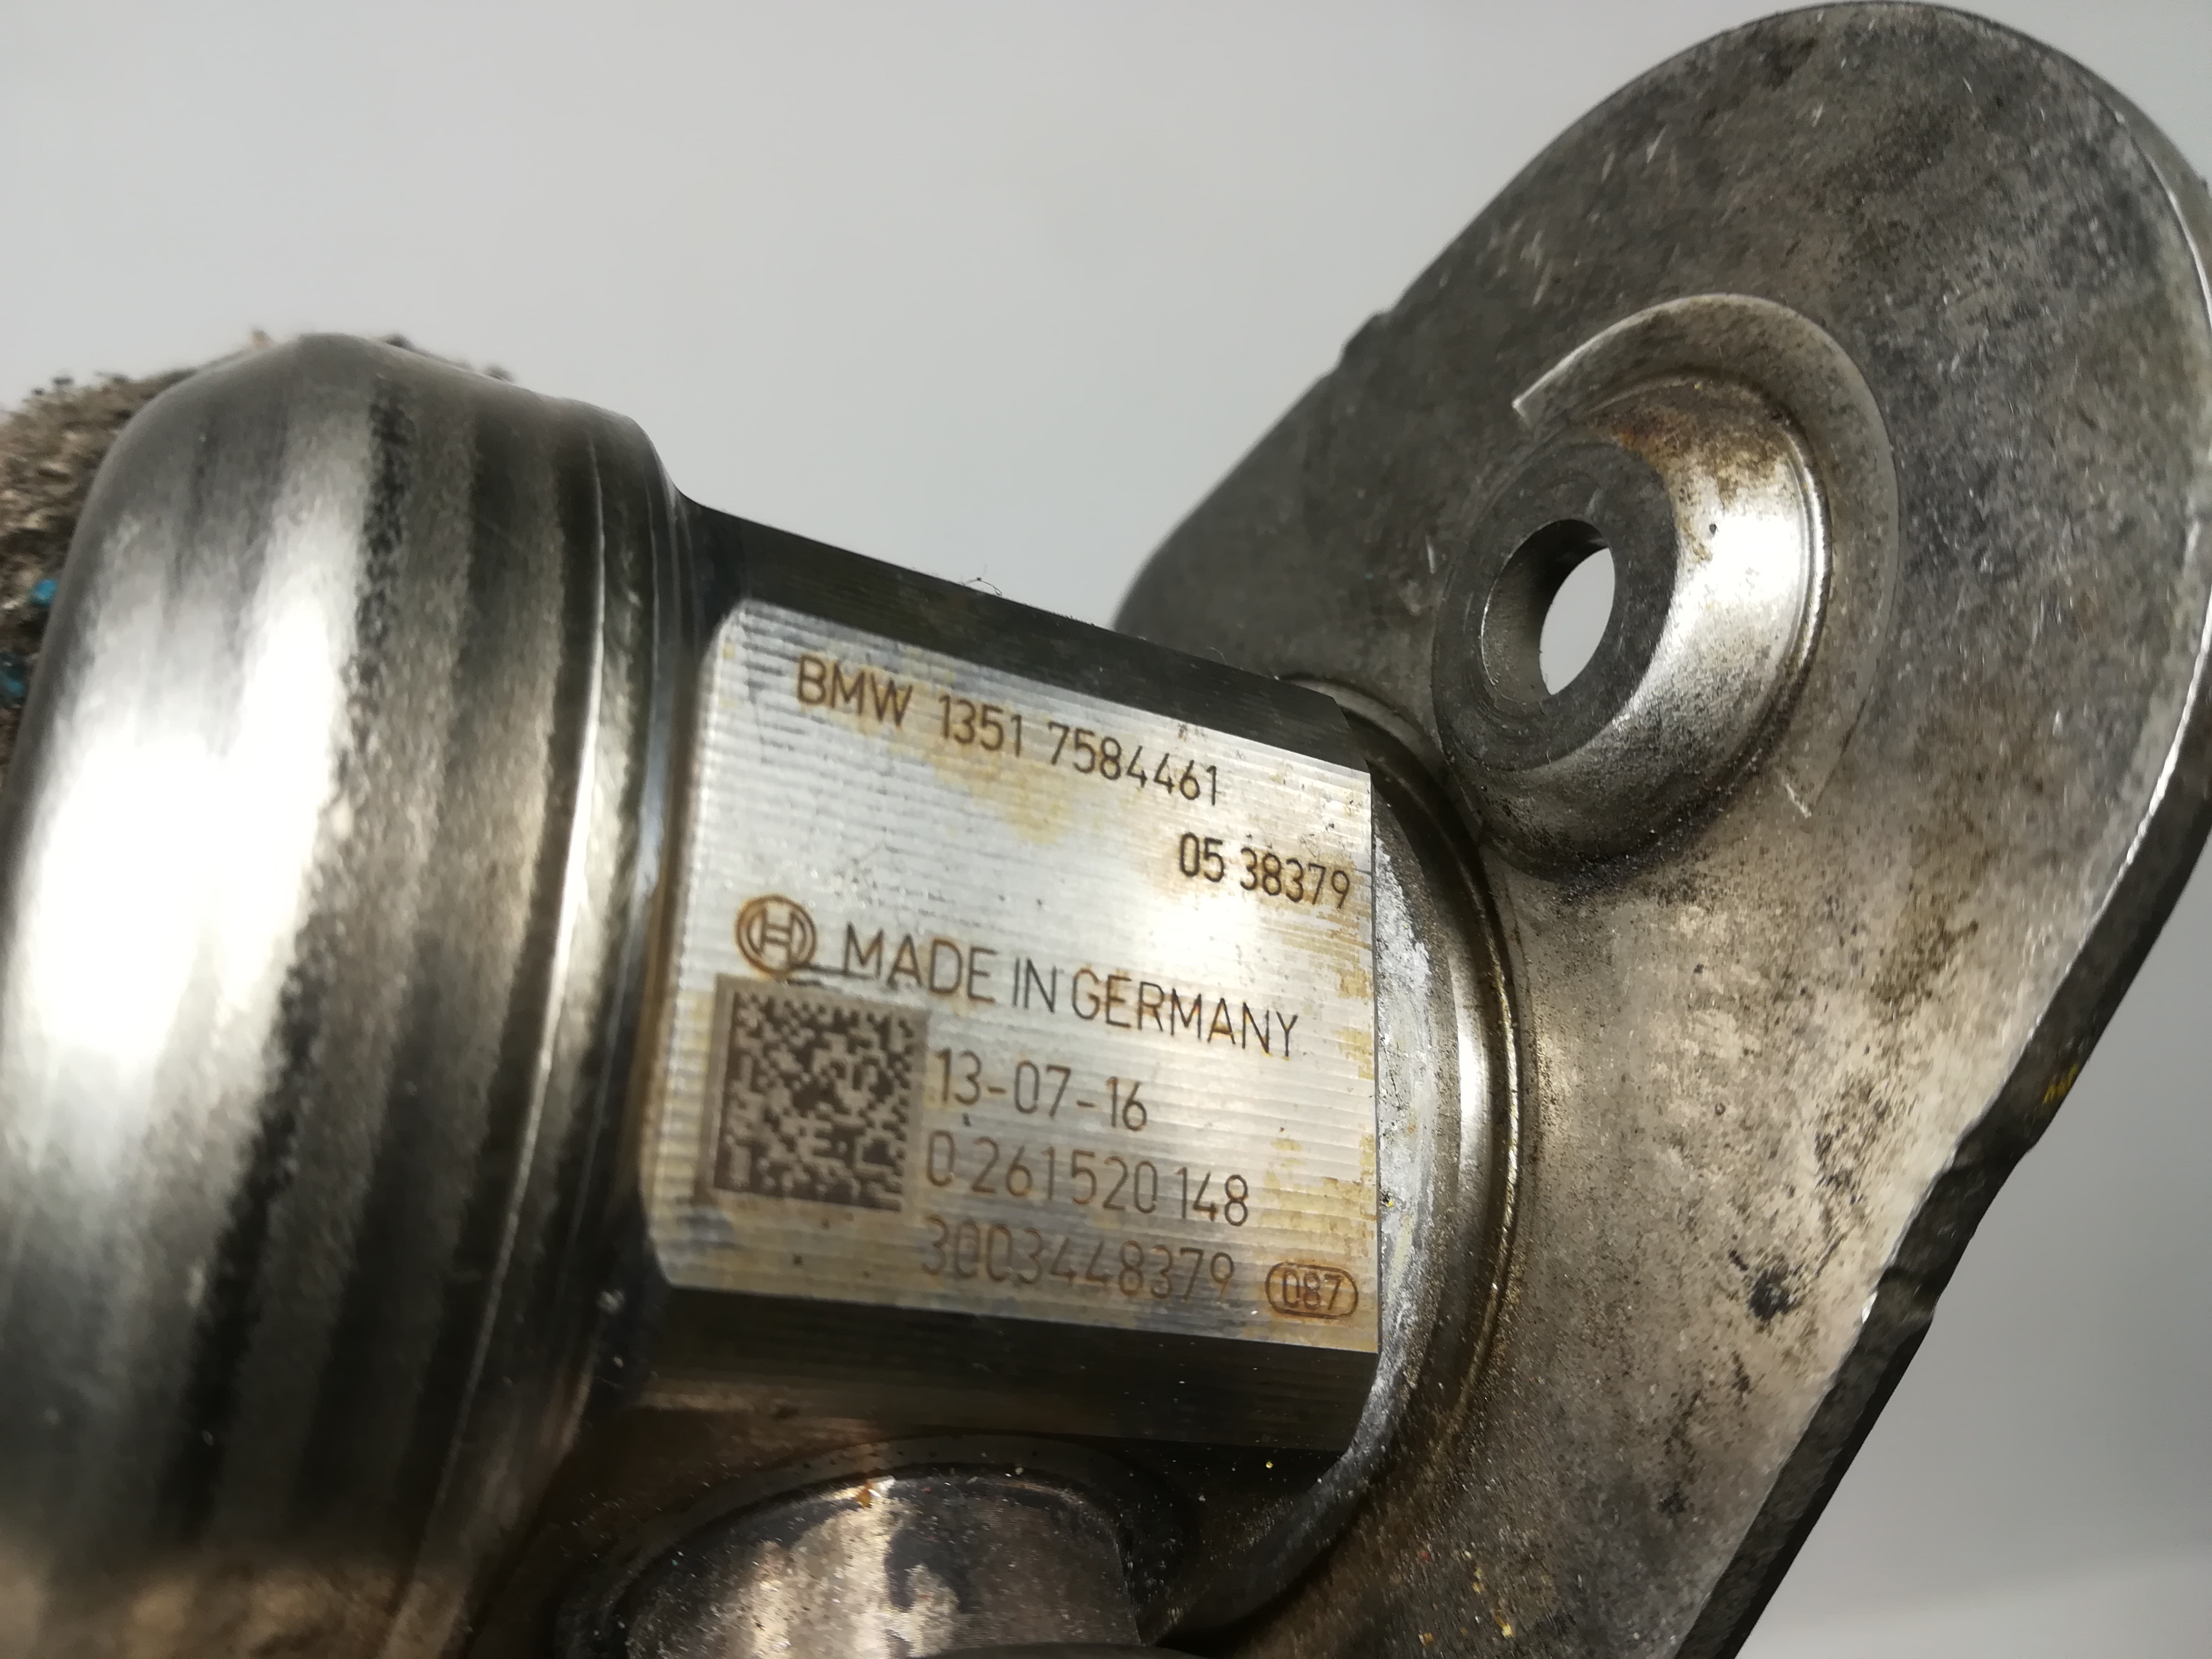 BMW 1351 7584461
05 38379
MADE IN GERMANY
13-07-16
0 261 520 148
3003448379 087